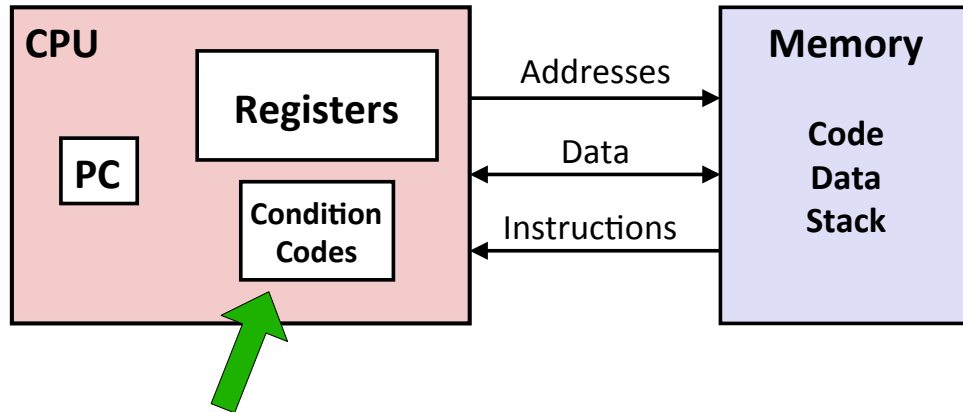 CPU
Registers
PC
Condition
Codes
Addresses
Data
Instructions
Memory
Code
Data
Stack